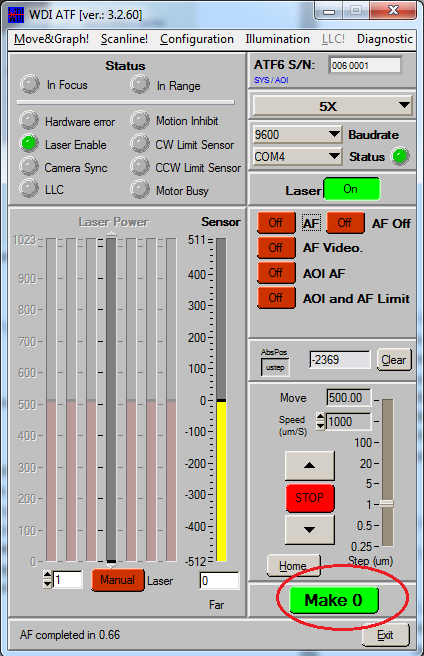 WDI ATF [ver.: 3.2.60]
Move&Graph! Scanline! Configuration Illumination LLC! Diagnostic
Status
In Focus In Range
Hardware error Motion Inhibit
Laser Enable CW Limit Sensor
Camera Sync CCW Limit Sensor
LLC Motor Busy
ATF6 S/N: 006 0001
SYS / AOI
5X
9600 Baudrate
COM4 Status
Laser On
Laser Power Sensor
1023 511
900 400
800 300
700 200
600 100
500 0
400 -100
300 -200
200 -300
100 -400
0 -512
1 Manual Laser 0
Far
Off AF Off AF Off
Off AF Video.
Off AOI AF
Off AOI and AF Limit
AbsPos
ustep -2369 Clear
Move 500.00
Speed
(um/S) 1000
100
20
5
1
0.5
0.25
STOP
Home Step (um)
Make 0
AF completed in 0.66 Exit